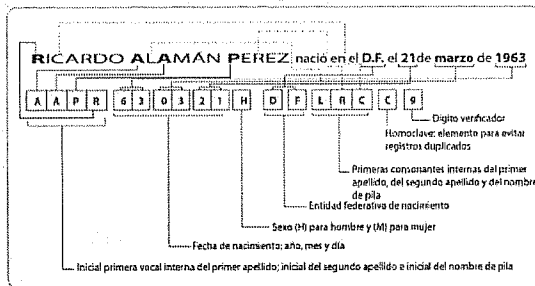 RICARDO ALAMÁN PEREZ nació en el D.F. el 21 de marzo de 1963
A A P R 6 3 0 3 2 1 H D F L R C C 9
Dígito verificador
Homoclave: elemento para evitar
registros duplicados
Primeras consonantes internas del primer
apellido, del segundo apellido y del nombre
de pila
Entidad federativa de nacimiento
Sexo (H) para hombre y (M) para mujer
Fecha de nacimiento; año, mes y día
Inicial primera vocal interna del primer apellido; inicial del segundo apellido e inicial del nombre de pila